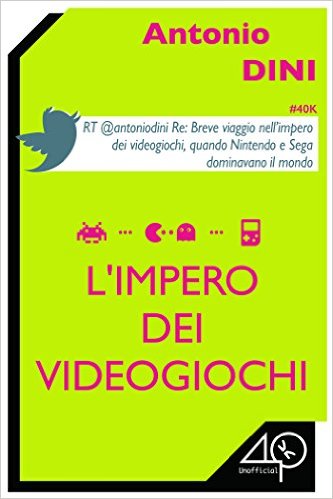 Antonio
DINI
#40K
RT @antoniodini Re: Breve viaggio nell'impero
dei videogiochi, quando Nintendo e Sega
dominavano il mondo
L'IMPERO
DEI
VIDEOGIOCHI
40K
Unofficial